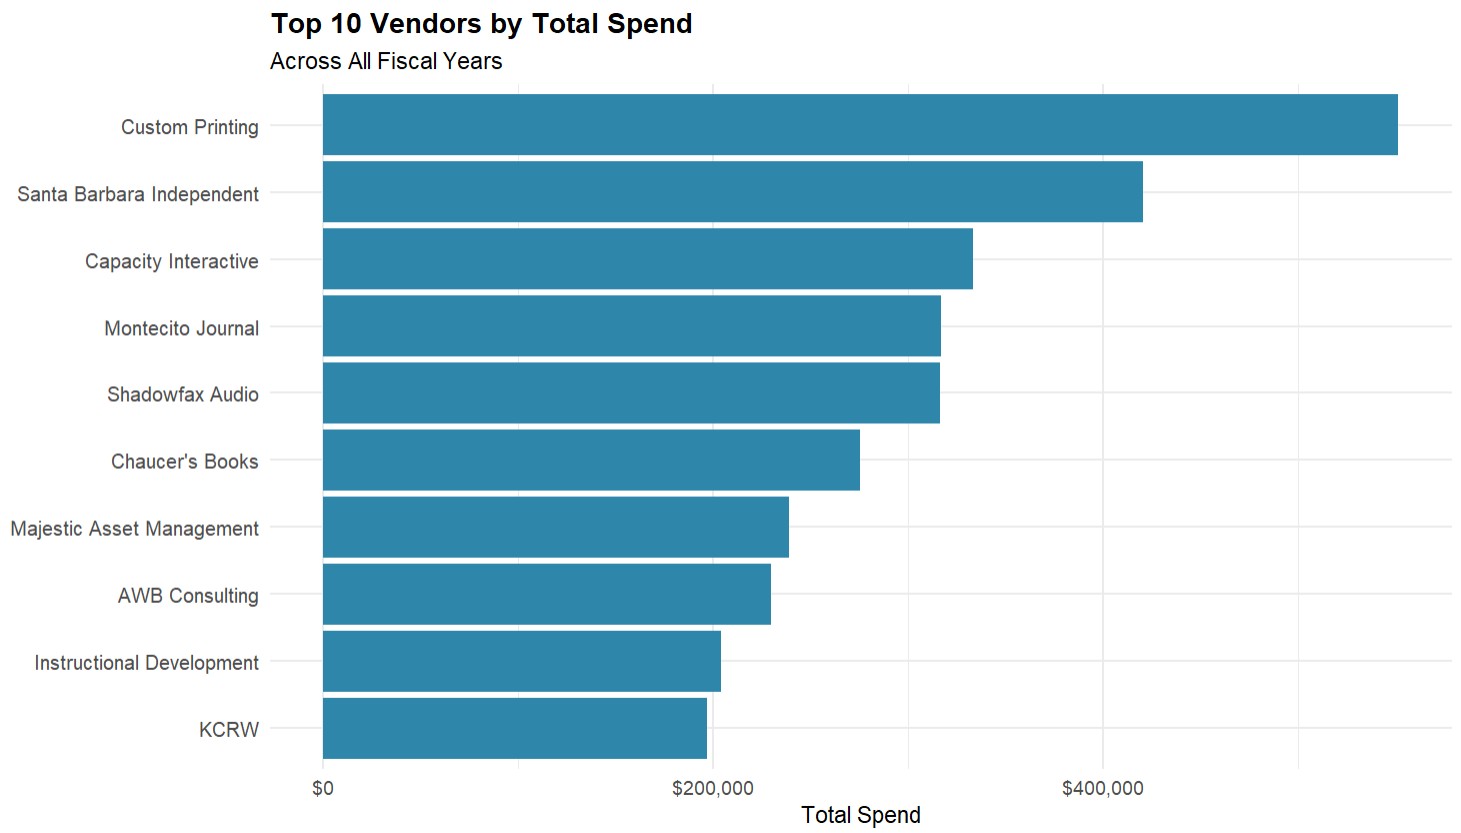 Top 10 Vendors by Total Spend
Across All Fiscal Years
Custom Printing
Santa Barbara Independent
Capacity Interactive
Montecito Journal
Shadowfax Audio
Chaucer's Books
Majestic Asset Management
AWB Consulting
Instructional Development
KCRW
$0 $200,000 $400,000
Total Spend